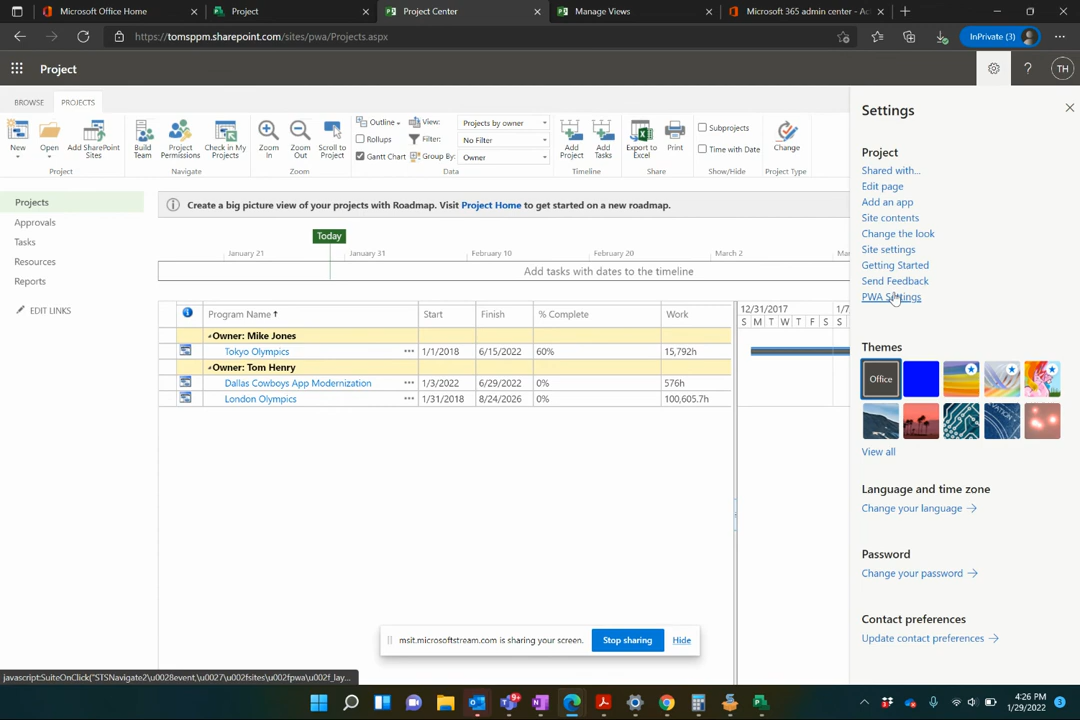 Microsoft Office Home
Project
Project Center
Manage Views
Microsoft 365 admin center - Ac
https://tomsppm.sharepoint.com/sites/pwa/Projects.aspx
InPrivate (3)
Project
TH
BROWSE
PROJECTS
New
Open
Add SharePoint Sites
Build Team
Project Permissions
Check in My Projects
Zoom In
Zoom Out
Scroll to Project
Outline
Rollups
Gantt Chart
View:
Projects by owner
Filter:
No Filter
Group By:
Owner
Add Project
Add Tasks
Export to Excel
Print
Subprojects
Time with Date
Change
Project
Navigate
Zoom
Data
Timeline
Share
Show/Hide
Project Type
Projects
Approvals
Tasks
Resources
Reports
EDIT LINKS
Create a big picture view of your projects with Roadmap. Visit Project Home to get started on a new roadmap.
Today
January 21
January 31
February 10
February 20
March 2
Add tasks with dates to the timeline
Program Name
Start
Finish
% Complete
Work
12/31/2017
1/7
S M T W T F S
Owner: Mike Jones
Tokyo Olympics 1/1/2018 6/15/2022 60% 15,792h
Owner: Tom Henry
Dallas Cowboys App Modernization 1/3/2022 6/29/2022 0% 576h
London Olympics 1/31/2018 8/24/2026 0% 100,605.7h
Settings
Project
Shared with...
Edit page
Add an app
Site contents
Change the look
Site settings
Getting Started
Send Feedback
PWA Settings
Themes
Office
View all
Language and time zone
Change your language
Password
Change your password
Contact preferences
Update contact preferences
msit.microsoftstream.com is sharing your screen.
Stop sharing
Hide
javascript:SuiteOnClick("STSNavigate2\u0028event,\u0027\u002fsites\u002fpwa\u002f_lay...
4:26 PM
1/29/2022